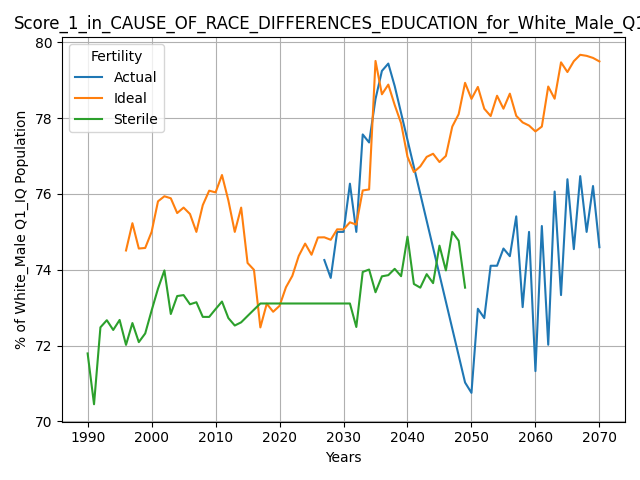 Score_1_in_CAUSE_OF_RACE_DIFFERENCES_EDUCATION_for_White_Male_Q1
80
78
76
74
72
70
% of White_Male Q1_IQ Population
Fertility
Actual
Ideal
Sterile
1990 2000 2010 2020 2030 2040 2050 2060 2070
Years